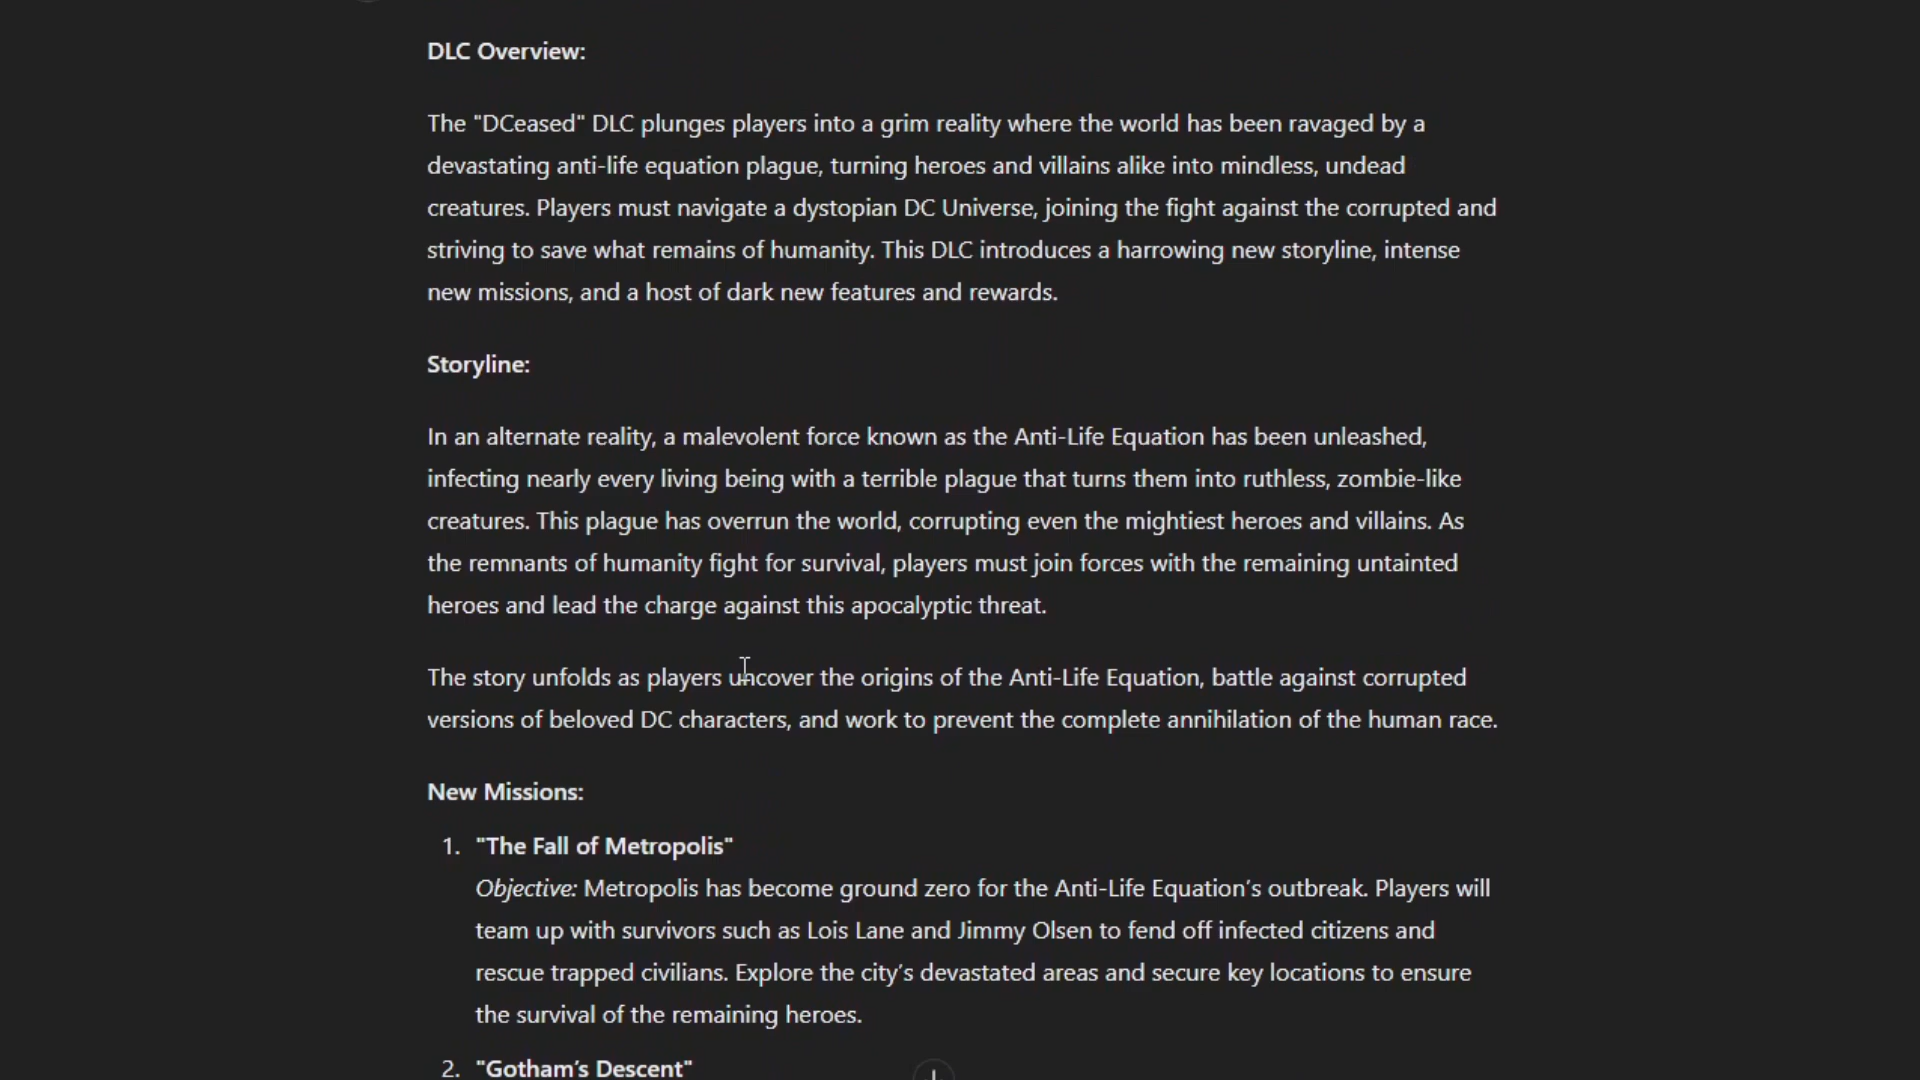 DLC Overview:
The "DCeased" DLC plunges players into a grim reality where the world has been ravaged by a
devastating anti-life equation plague, turning heroes and villains alike into mindless, undead
creatures. Players must navigate a dystopian DC Universe, joining the fight against the corrupted and
striving to save what remains of humanity. This DLC introduces a harrowing new storyline, intense
new missions, and a host of dark new features and rewards.
Storyline:
In an alternate reality, a malevolent force known as the Anti-Life Equation has been unleashed,
infecting nearly every living being with a terrible plague that turns them into ruthless, zombie-like
creatures. This plague has overrun the world, corrupting even the mightiest heroes and villains. As
the remnants of humanity fight for survival, players must join forces with the remaining untainted
heroes and lead the charge against this apocalyptic threat.
The story unfolds as players uncover the origins of the Anti-Life Equation, battle against corrupted
versions of beloved DC characters, and work to prevent the complete annihilation of the human race.
New Missions:
1. "The Fall of Metropolis"
Objective: Metropolis has become ground zero for the Anti-Life Equation’s outbreak. Players will
team up with survivors such as Lois Lane and Jimmy Olsen to fend off infected citizens and
rescue trapped civilians. Explore the city’s devastated areas and secure key locations to ensure
the survival of the remaining heroes.
2. "Gotham’s Descent"